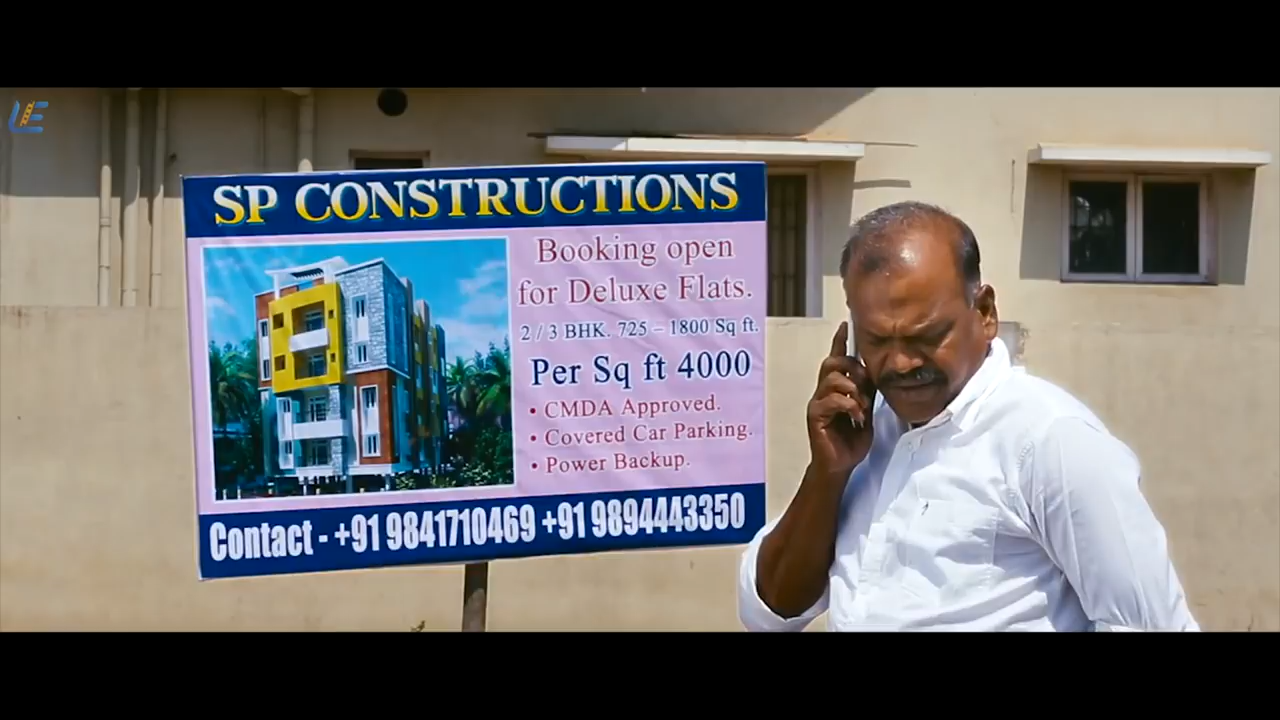 LE
SP CONSTRUCTIONS
Booking open
for Deluxe Flats.
2 / 3 BHK. 725 – 1800 Sq ft.
Per Sq ft 4000
• CMDA Approved.
• Covered Car Parking.
• Power Backup.
Contact - +91 9841710469 +91 9894443350